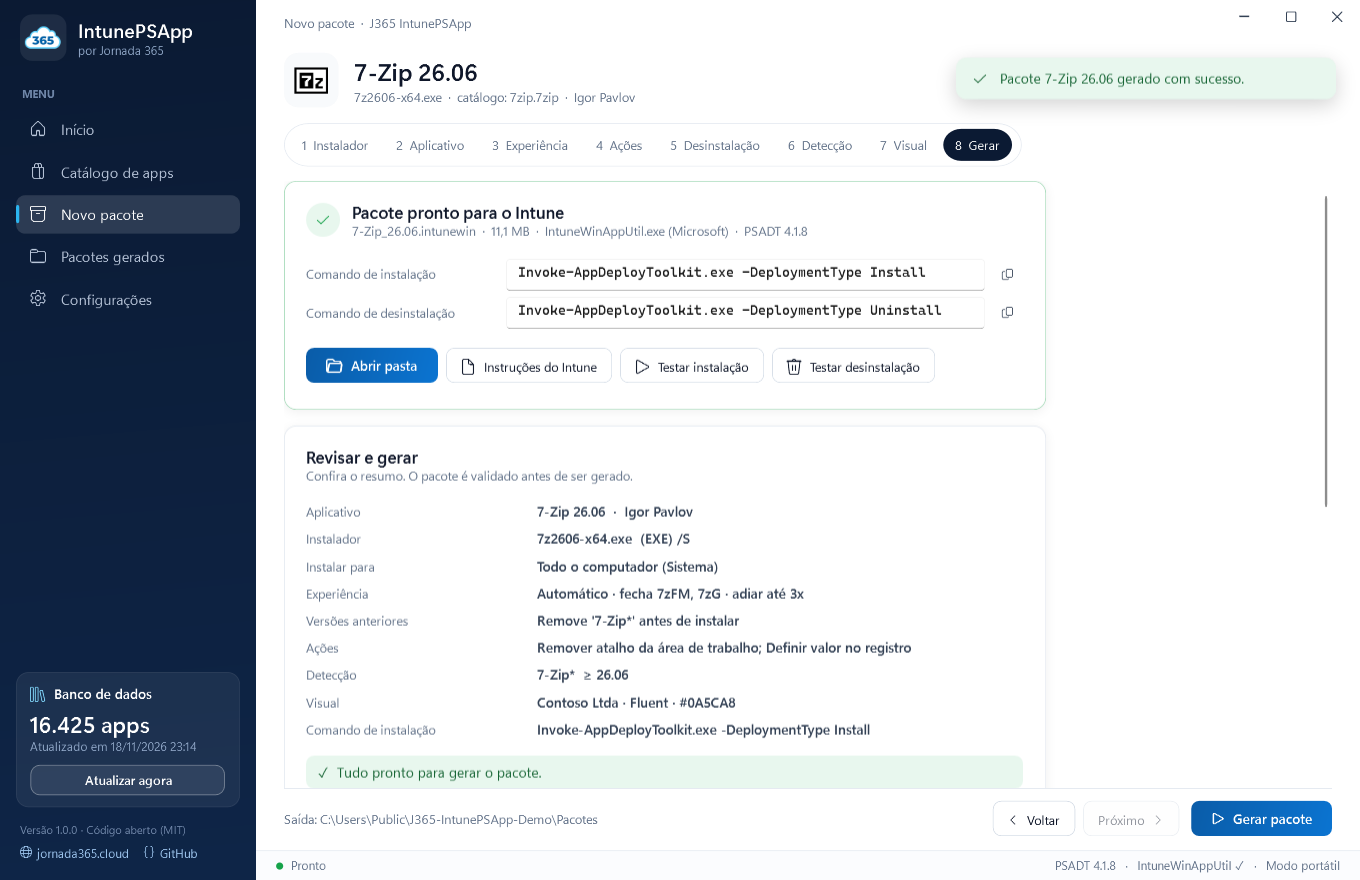 365
IntunePSApp
por Jornada 365
MENU
Início
Catálogo de apps
Novo pacote
Pacotes gerados
Configurações
Banco de dados
16.425 apps
Atualizado em 18/11/2026 23:14
Atualizar agora
Versão 1.0.0 · Código aberto (MIT)
jornada365.cloud GitHub
Novo pacote · J365 IntunePSApp
7z
7-Zip 26.06
7z2606-x64.exe · catálogo: 7zip.7zip · Igor Pavlov
Pacote 7-Zip 26.06 gerado com sucesso.
1 Instalador 2 Aplicativo 3 Experiência 4 Ações 5 Desinstalação 6 Detecção 7 Visual 8 Gerar
Pacote pronto para o Intune
7-Zip_26.06.intunewin · 11,1 MB · IntuneWinAppUtil.exe (Microsoft) · PSADT 4.1.8
Comando de instalação Invoke-AppDeployToolkit.exe -DeploymentType Install
Comando de desinstalação Invoke-AppDeployToolkit.exe -DeploymentType Uninstall
Abrir pasta Instruções do Intune Testar instalação Testar desinstalação
Revisar e gerar
Confira o resumo. O pacote é validado antes de ser gerado.
Aplicativo 7-Zip 26.06 · Igor Pavlov
Instalador 7z2606-x64.exe (EXE) /S
Instalar para Todo o computador (Sistema)
Experiência Automático · fecha 7zFM, 7zG · adiar até 3x
Versões anteriores Remove '7-Zip*' antes de instalar
Ações Remover atalho da área de trabalho; Definir valor no registro
Detecção 7-Zip* ≥ 26.06
Visual Contoso Ltda · Fluent · #0A5CA8
Comando de instalação Invoke-AppDeployToolkit.exe -DeploymentType Install
✓ Tudo pronto para gerar o pacote.
Saída: C:\Users\Public\J365-IntunePSApp-Demo\Pacotes
Voltar Próximo Gerar pacote
Pronto
PSADT 4.1.8 · IntuneWinAppUtil ✓ · Modo portátil